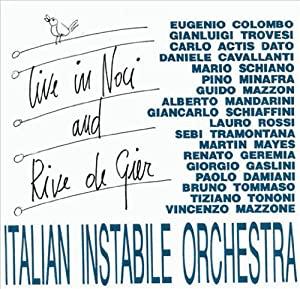 live in Noci
and
Rive de Gier
EUGENIO COLOMBO
GIANLUIGI TROVESI
CARLO ACTIS DATO
DANIELE CAVALLANTI
MARIO SCHIANO
PINO MINAFRA
GUIDO MAZZON
ALBERTO MANDARINI
GIANCARLO SCHIAFFINI
LAURO ROSSI
SEBI TRAMONTANA
MARTIN MAYES
RENATO GEREMIA
GIORGIO GASLINI
PAOLO DAMIANI
BRUNO TOMMASO
TIZIANO TONONI
VINCENZO MAZZONE
ITALIAN INSTABILE ORCHESTRA